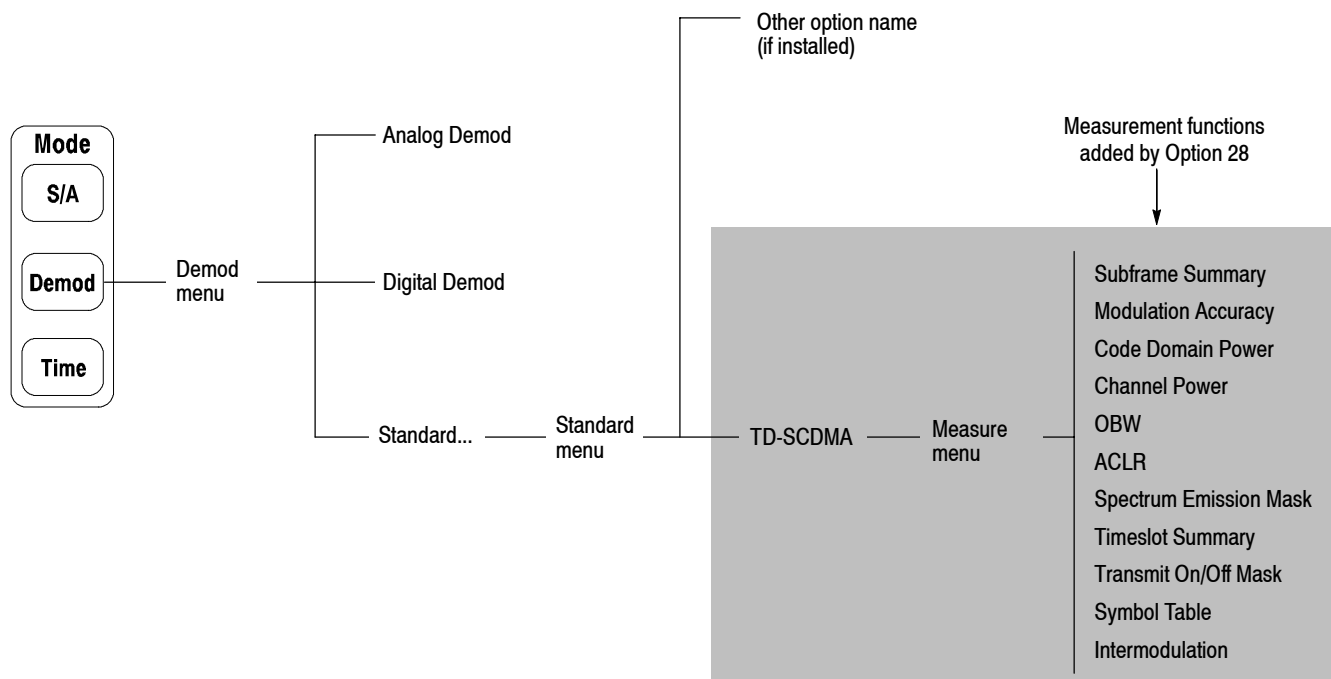 Other option name
(if installed)
Measurement functions
added by Option 28
Mode
S/A
Demod
Time
Demod
menu
Analog Demod
Digital Demod
Standard...
Standard
menu
TD-SCDMA
Measure
menu
Subframe Summary
Modulation Accuracy
Code Domain Power
Channel Power
OBW
ACLR
Spectrum Emission Mask
Timeslot Summary
Transmit On/Off Mask
Symbol Table
Intermodulation